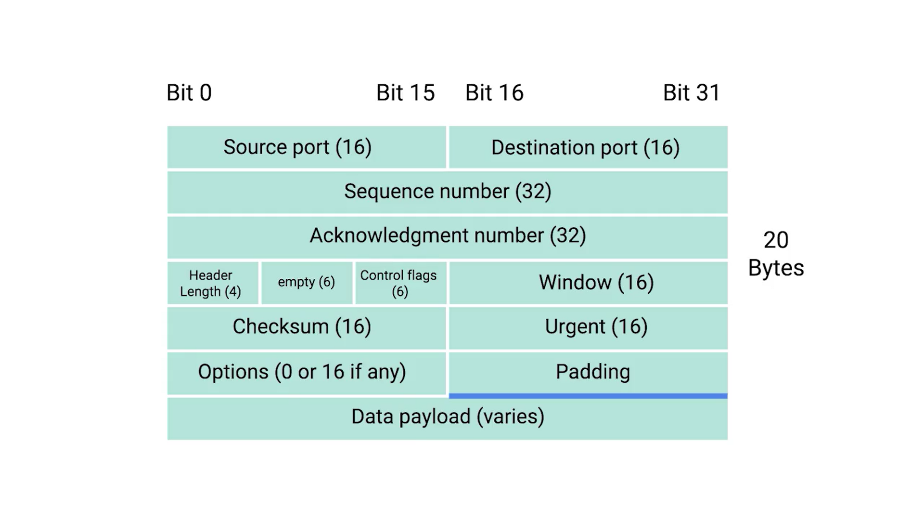 Bit 0 Bit 15 Bit 16 Bit 31
Source port (16) Destination port (16)
Sequence number (32)
Acknowledgment number (32)
20
Bytes
Header
Length (4)
empty (6)
Control flags
(6)
Window (16)
Checksum (16) Urgent (16)
Options (0 or 16 if any) Padding
Data payload (varies)